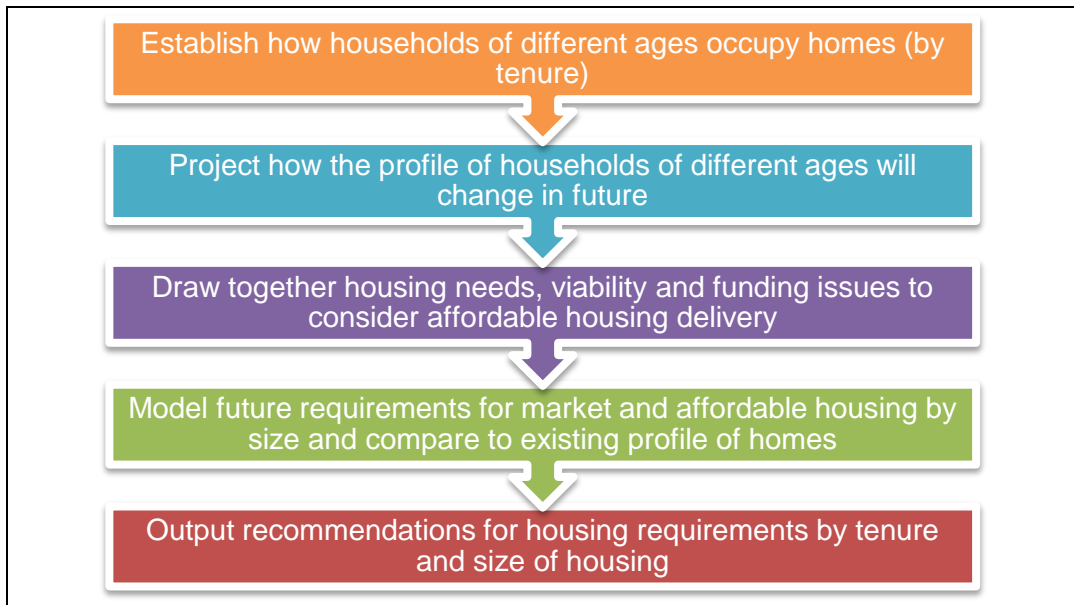 Establish how households of different ages occupy homes (by
tenure)
Project how the profile of households of different ages will
change in future
Draw together housing needs, viability and funding issues to
consider affordable housing delivery
Model future requirements for market and affordable housing by
size and compare to existing profile of homes
Output recommendations for housing requirements by tenure
and size of housing